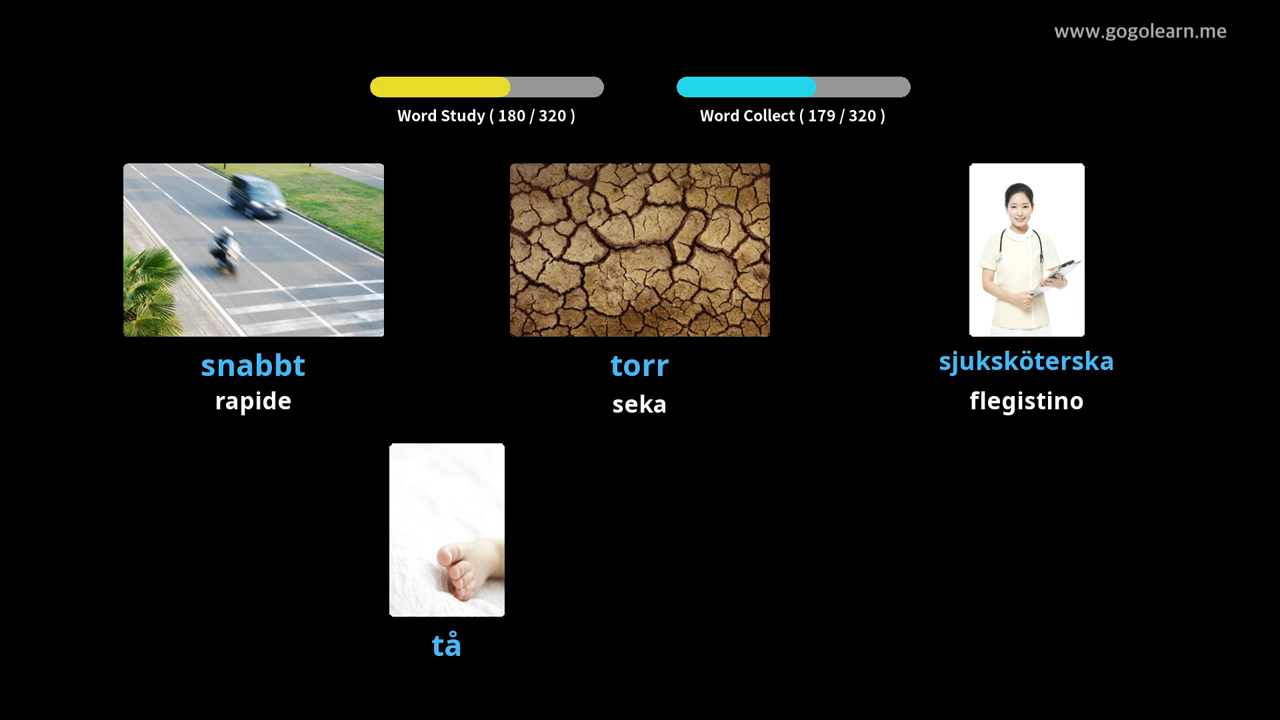 www.gogolearn.me
Word Study ( 180 / 320 )
Word Collect ( 179 / 320 )
snabbt
rapide
torr
seka
sjuksköterska
flegistino
tå